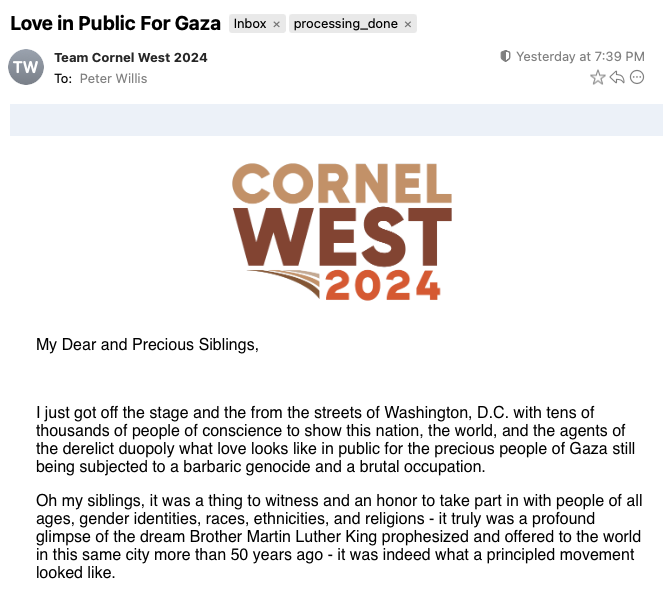 Love in Public For Gaza Inbox × processing_done ×
TW
Team Cornel West 2024
Yesterday at 7:39 PM
To: Peter Willis
CORNEL
WEST
2024
My Dear and Precious Siblings,
I just got off the stage and the from the streets of Washington, D.C. with tens of
thousands of people of conscience to show this nation, the world, and the agents of
the derelict duopoly what love looks like in public for the precious people of Gaza still
being subjected to a barbaric genocide and a brutal occupation.
Oh my siblings, it was a thing to witness and an honor to take part in with people of all
ages, gender identities, races, ethnicities, and religions - it truly was a profound
glimpse of the dream Brother Martin Luther King prophesized and offered to the world
in this same city more than 50 years ago - it was indeed what a principled movement
looked like.